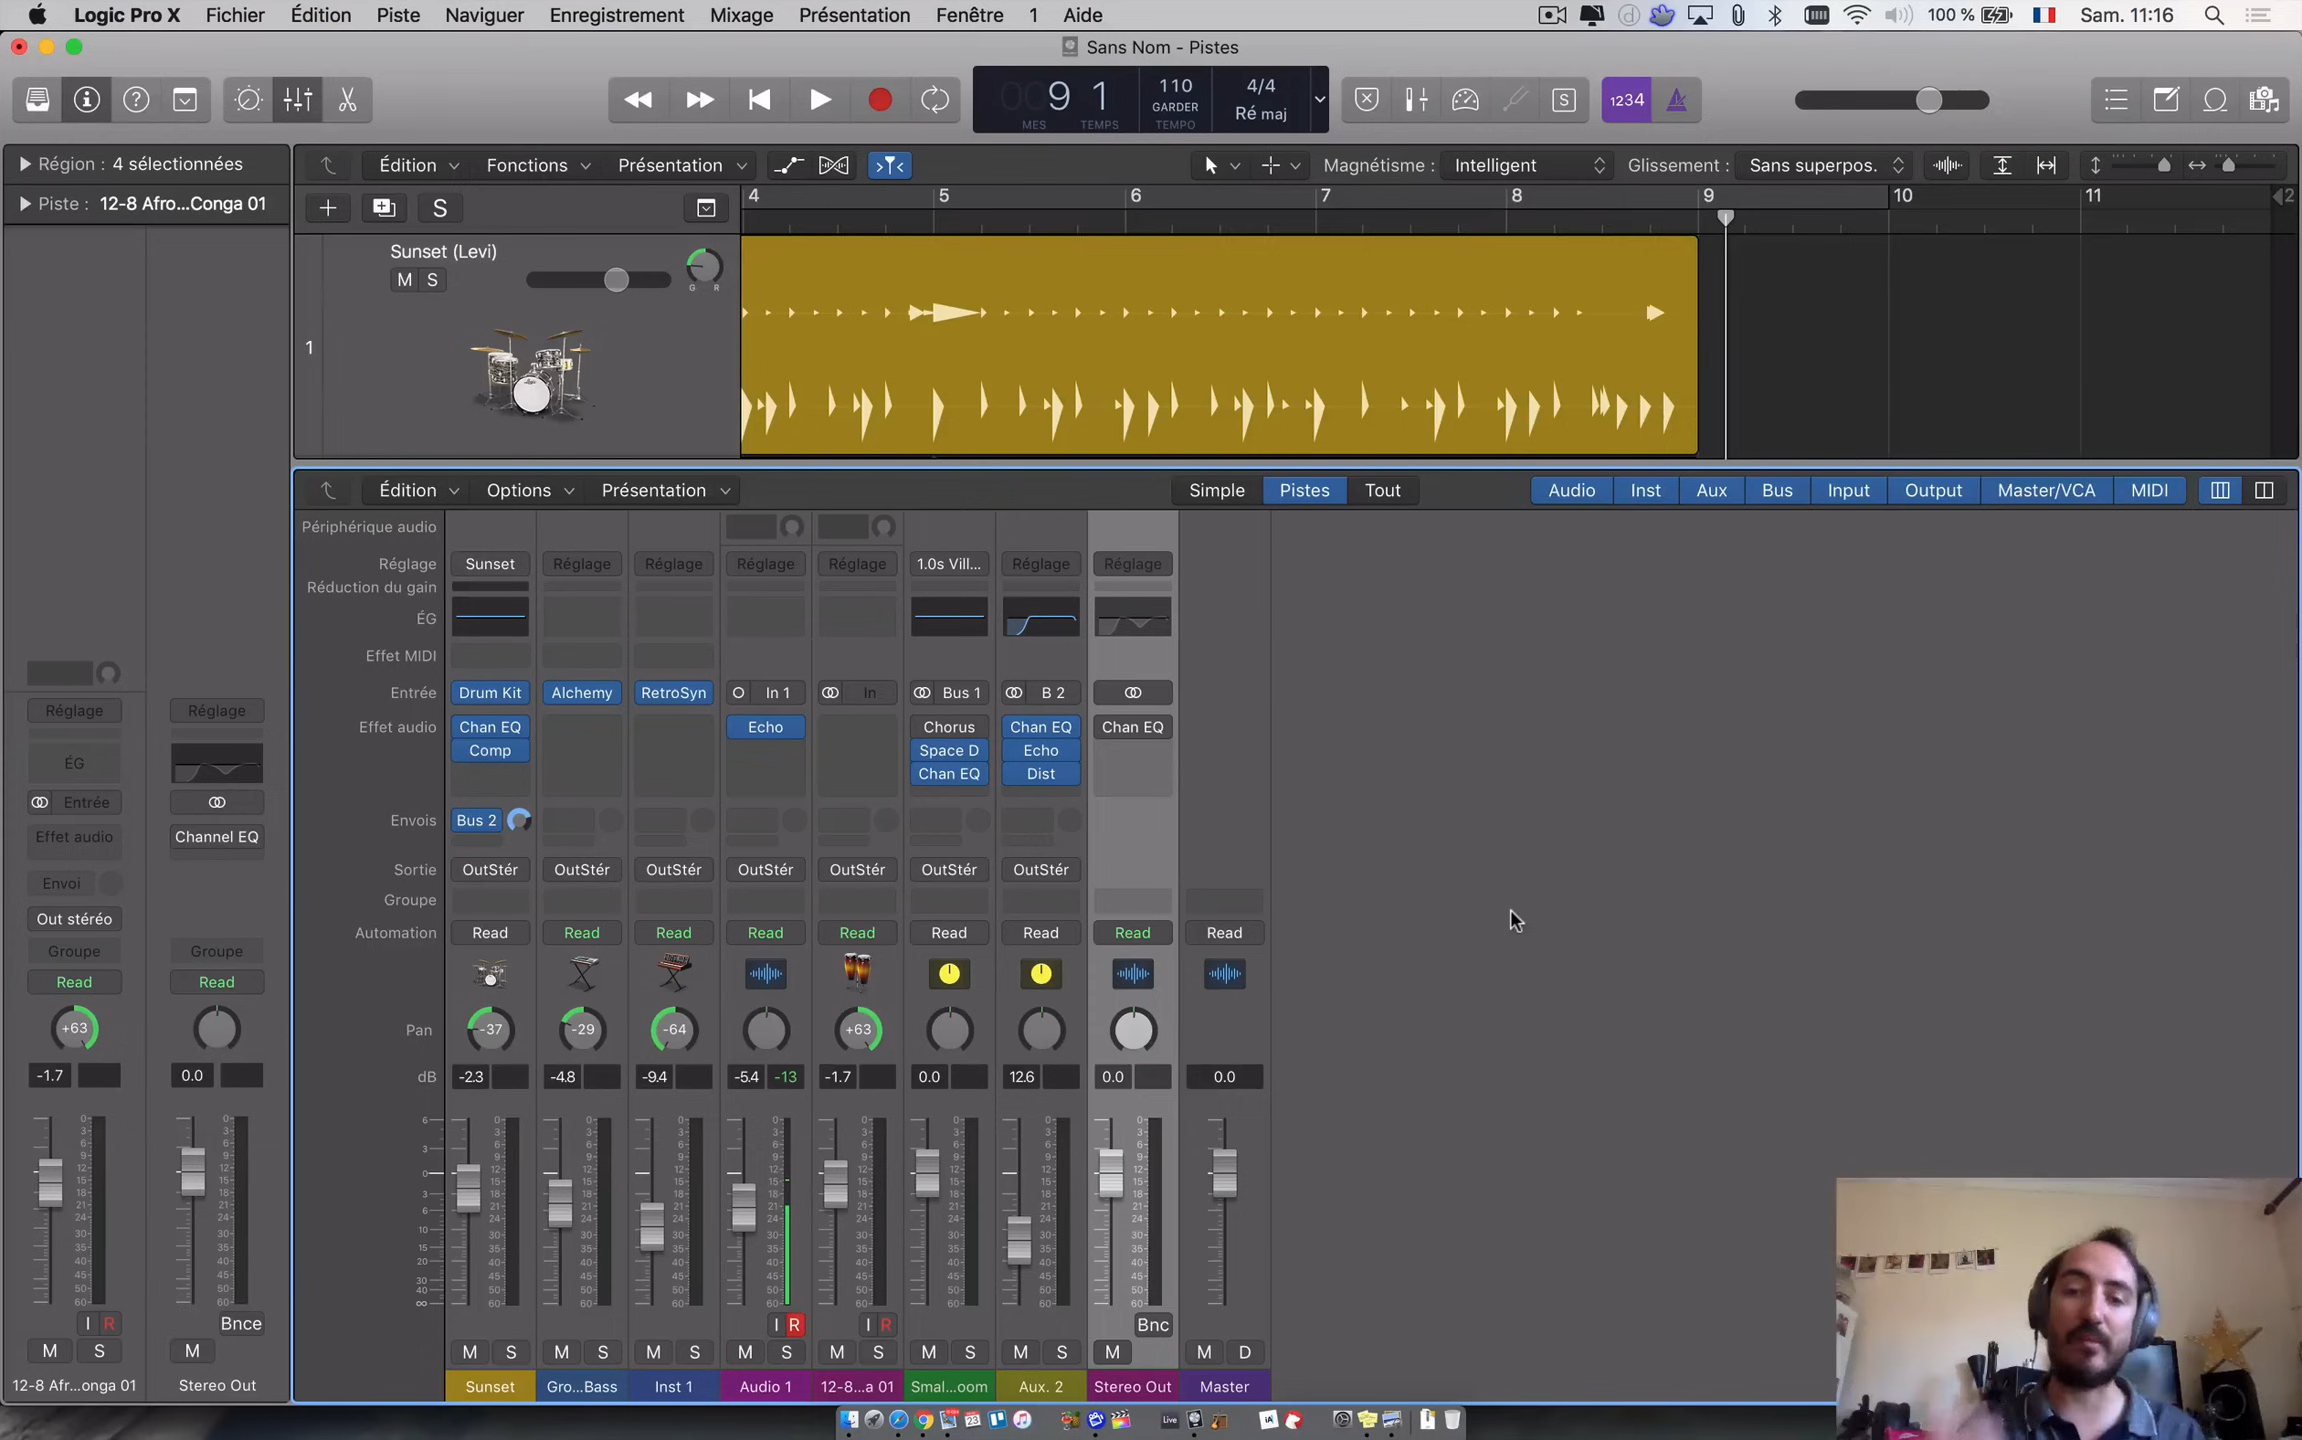 Logic Pro X Fichier Édition Piste Naviguer Enregistrement Mixage Présentation Fenêtre 1 Aide 100 % Sam. 11:16
Sans Nom - Pistes
9 1 110 4/4
GARDER Ré maj
MES TEMPS TEMPO
1234
Région : 4 sélectionnées
Édition Fonctions Présentation Magnétisme : Intelligent Glissement : Sans superpos.
Piste : 12-8 Afro...Conga 01
S 4 5 6 7 8 9 10 11 12
Sunset (Levi)
M S
G R
1
Édition Options Présentation Simple Pistes Tout Audio Inst Aux Bus Input Output Master/VCA MIDI
Périphérique audio
Réglage Sunset Réglage Réglage Réglage Réglage 1.0s Vill... Réglage Réglage
Réduction du gain
ÉG
Effet MIDI
Entrée Drum Kit Alchemy RetroSyn In 1 In Bus 1 B 2
Effet audio Chan EQ Echo Chorus Chan EQ Chan EQ
Comp Space D Echo
Chan EQ Dist
Envois Bus 2
Sortie OutStér OutStér OutStér OutStér OutStér OutStér OutStér
Groupe
Automation Read Read Read Read Read Read Read Read Read
Pan -37 -29 -64 +63
dB -2.3 -4.8 -9.4 -5.4 -13 -1.7 0.0 12.6 0.0 0.0
I R I R Bnc
M S M S M S M S M S M S M S M M D
Sunset Gro...Bass Inst 1 Audio 1 12-8...a 01 Smal...oom Aux. 2 Stereo Out Master
Réglage Réglage
ÉG
Entrée
Effet audio Channel EQ
Envoi
Out stéréo
Groupe Groupe
Read Read
+63
-1.7 0.0
I R Bnce
M S M
12-8 Afr...onga 01 Stereo Out
Live